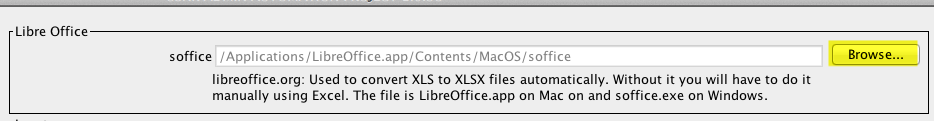 Libre Office
soffice /Applications/LibreOffice.app/Contents/MacOS/soffice Browse...
libreoffice.org: Used to convert XLS to XLSX files automatically. Without it you will have to do it
manually using Excel. The file is LibreOffice.app on Mac on and soffice.exe on Windows.